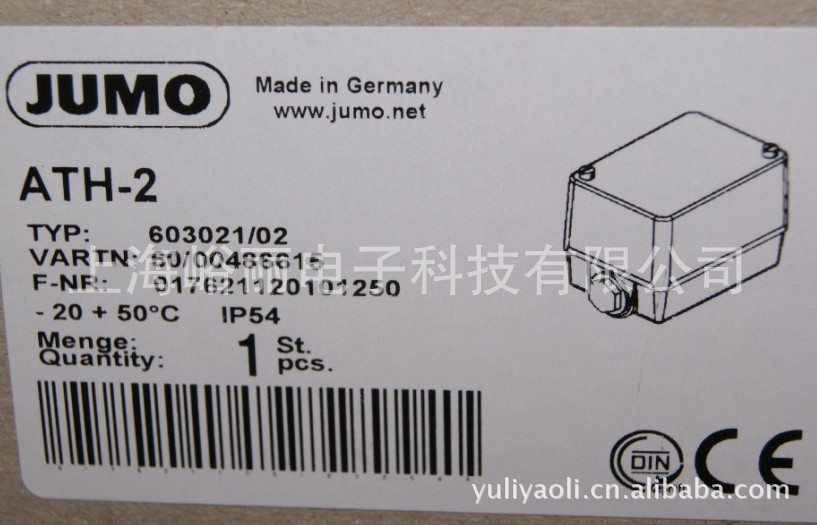 JUMO
Made in Germany
www.jumo.net
ATH-2
TYP: 603021/02
VARTN: 60/00466615
F-NR: 0176211120101250
- 20 + 50°C IP54
Menge: 1 St.
Quantity: pcs.
上海峪丽电子科技有限公司
DIN
CE
yuliyaoli.cn.alibaba.com